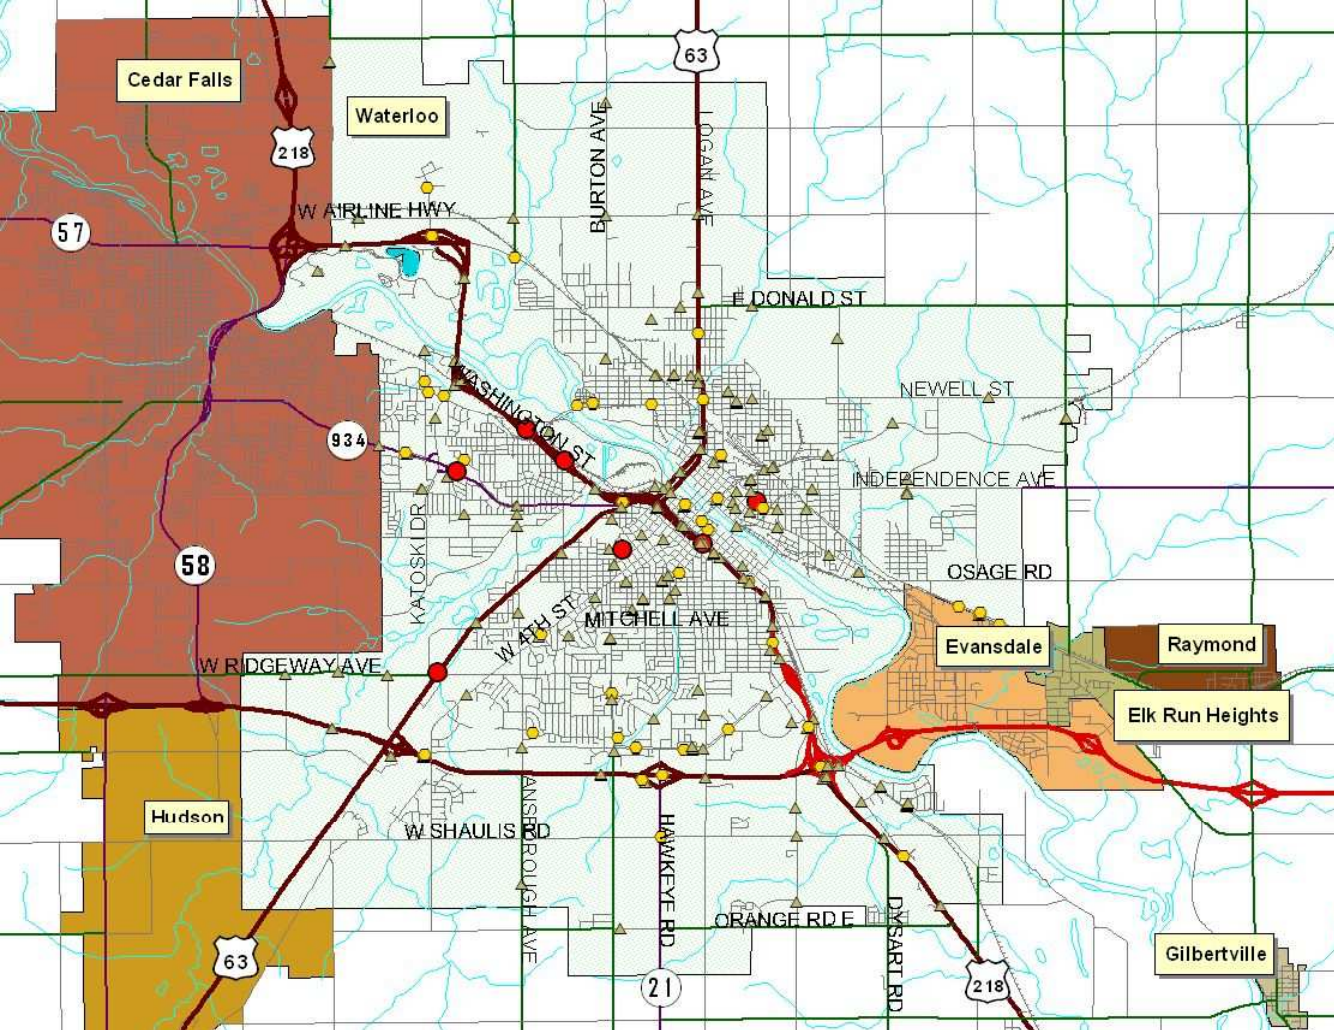 63
Cedar Falls
Waterloo
BURTON AVE
LOGAN AVE
218
W AIRLINE HWY
57
E DONALD ST
NEWELL ST
WASHINGTON ST
934
INDEPENDENCE AVE
KATOSKI DR
58
OSAGE RD
W 4TH ST
MITCHELL AVE
Evansdale
Raymond
W RIDGEWAY AVE
Elk Run Heights
Hudson
W SHAULIS RD
ANSBOROUGH AVE
HAWKEYE RD
ORANGE RD E
DYSART RD
63
Gilbertville
21
218